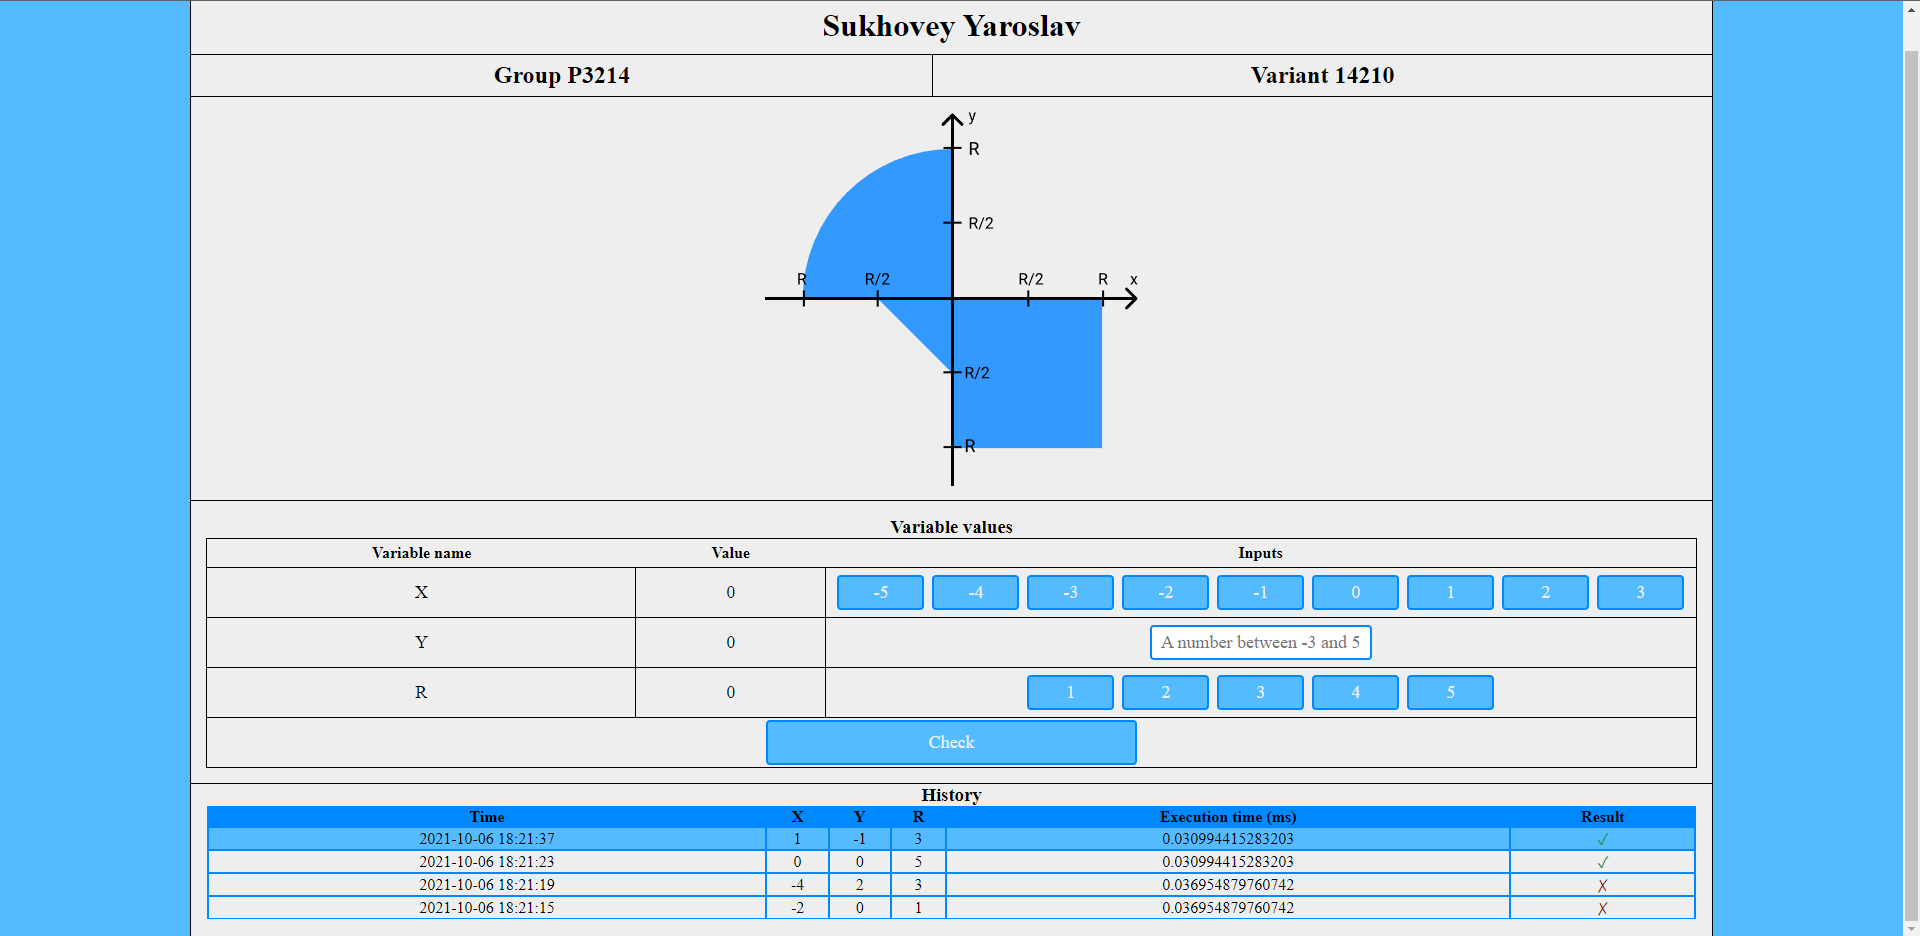 Sukhovey Yaroslav
Group P3214 Variant 14210
y
R
R/2
R R/2 R/2 R x
R/2
R
Variable values
Variable name Value Inputs
X 0 -5 -4 -3 -2 -1 0 1 2 3
Y 0 A number between -3 and 5
R 0 1 2 3 4 5
Check
History
Time X Y R Execution time (ms) Result
2021-10-06 18:21:37 1 -1 3 0.030994415283203 ✓
2021-10-06 18:21:23 0 0 5 0.030994415283203 ✓
2021-10-06 18:21:19 -4 2 3 0.036954879760742 ✗
2021-10-06 18:21:15 -2 0 1 0.036954879760742 ✗